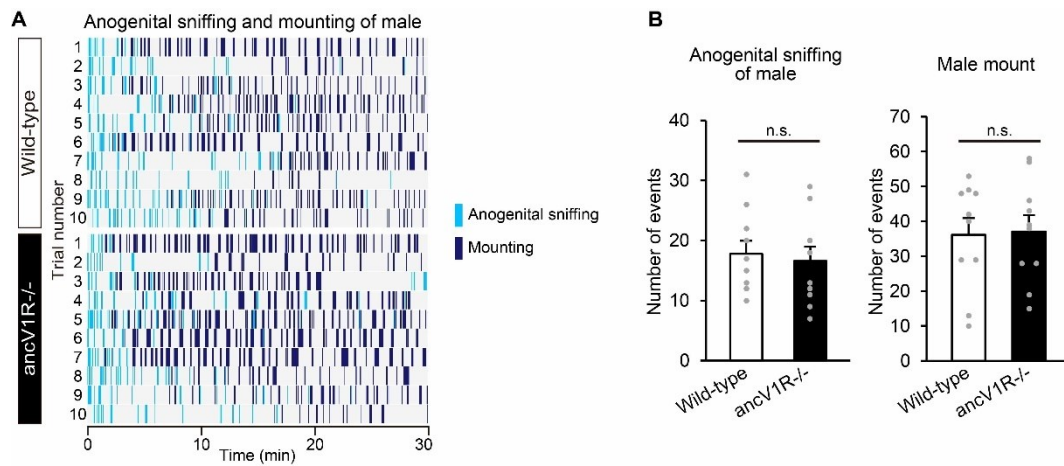 A
Anogenital sniffing and mounting of male
Wild-type
ancV1R-/-
Trial number
1
2
3
4
5
6
7
8
9
10
1
2
3
4
5
6
7
8
9
10
0 10 20 30
Time (min)
Anogenital sniffing
Mounting
B
Anogenital sniffing
of male
n.s.
Number of events
40
30
20
10
0
Wild-type
ancV1R-/-
Male mount
n.s.
Number of events
70
60
50
40
30
20
10
0
Wild-type
ancV1R-/-